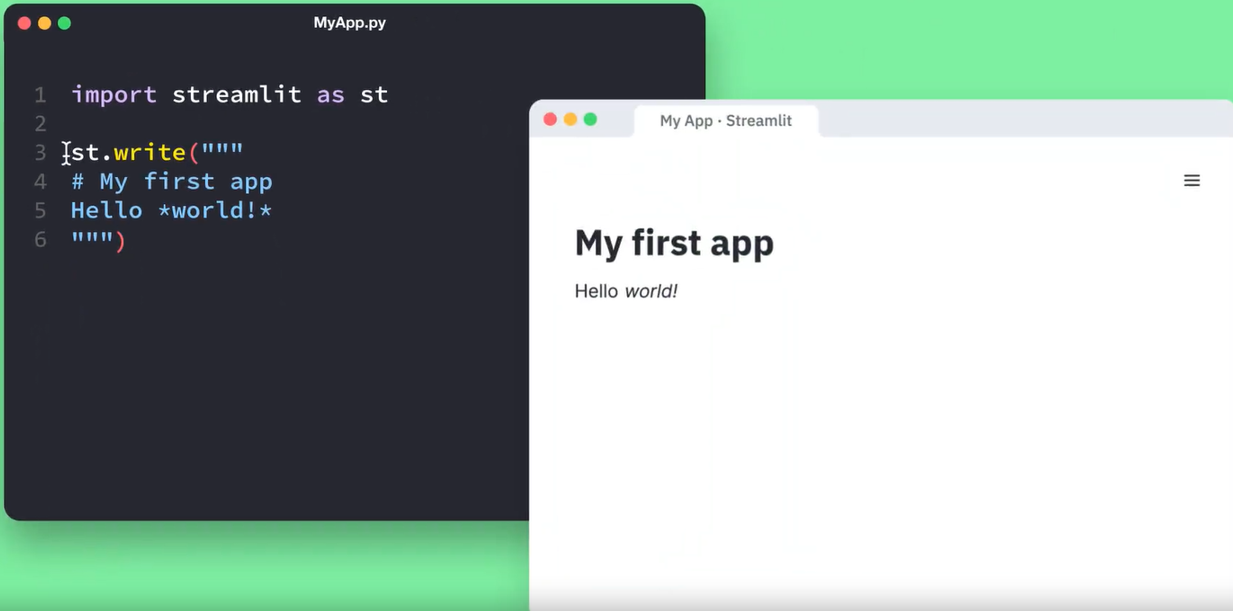 MyApp.py
1 import streamlit as st
2
3 st.write("""
4 # My first app
5 Hello *world!*
6 """)
My App · Streamlit
My first app
Hello world!